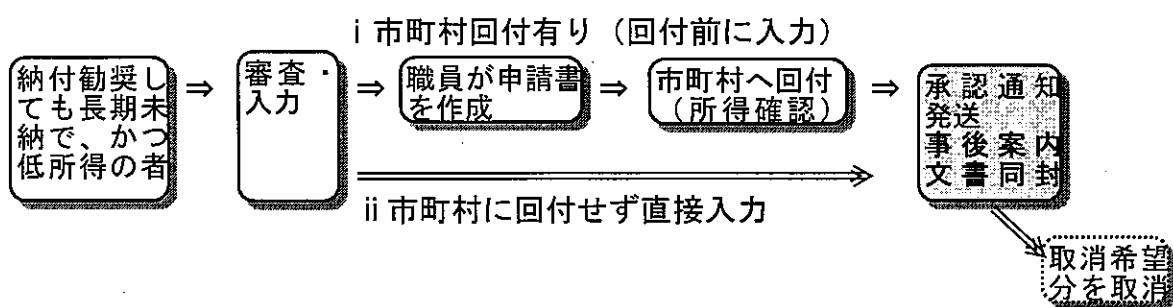 i 市町村回付有り（回付前に入力）
納付勧奨し
ても長期未
納で、かつ
低所得の者
⇒
審査・
入力
⇒
職員が申請書
を作成
⇒
市町村へ回付
（所得確認）
⇒
承認通知
発送
事後案内
文書同封
ii 市町村に回付せず直接入力
取消希望
分を取消